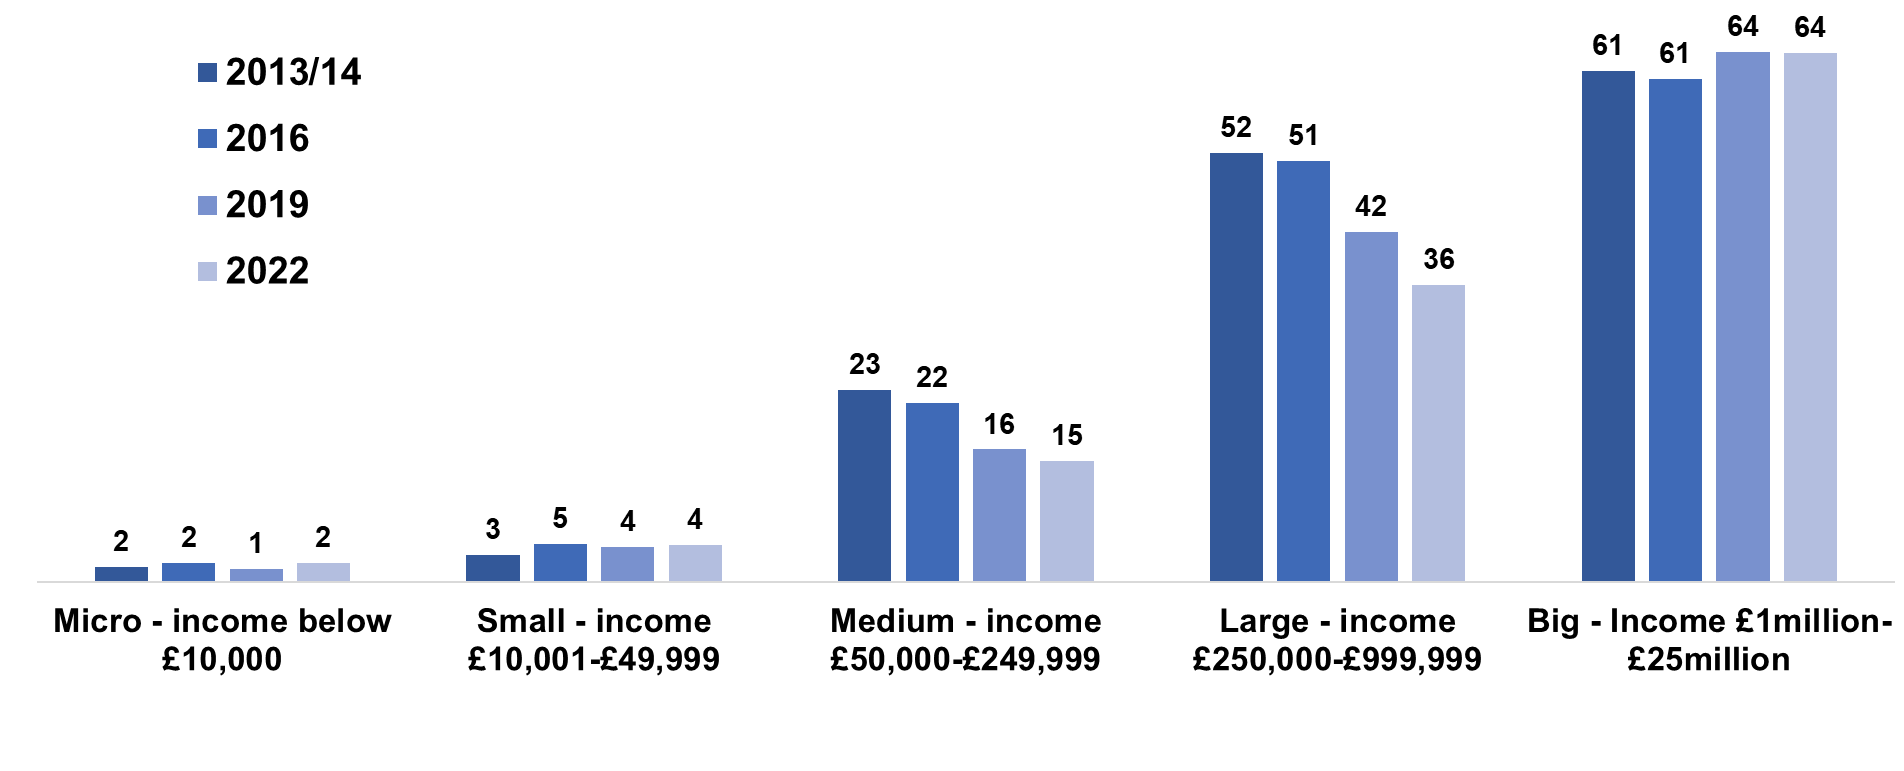 2013/14
2016
2019
2022
2 2 1 2
3 5 4 4
23 22 16 15
52 51 42 36
61 61 64 64
Micro - income below
£10,000
Small - income
£10,001-£49,999
Medium - income
£50,000-£249,999
Large - income
£250,000-£999,999
Big - Income £1million-
£25million